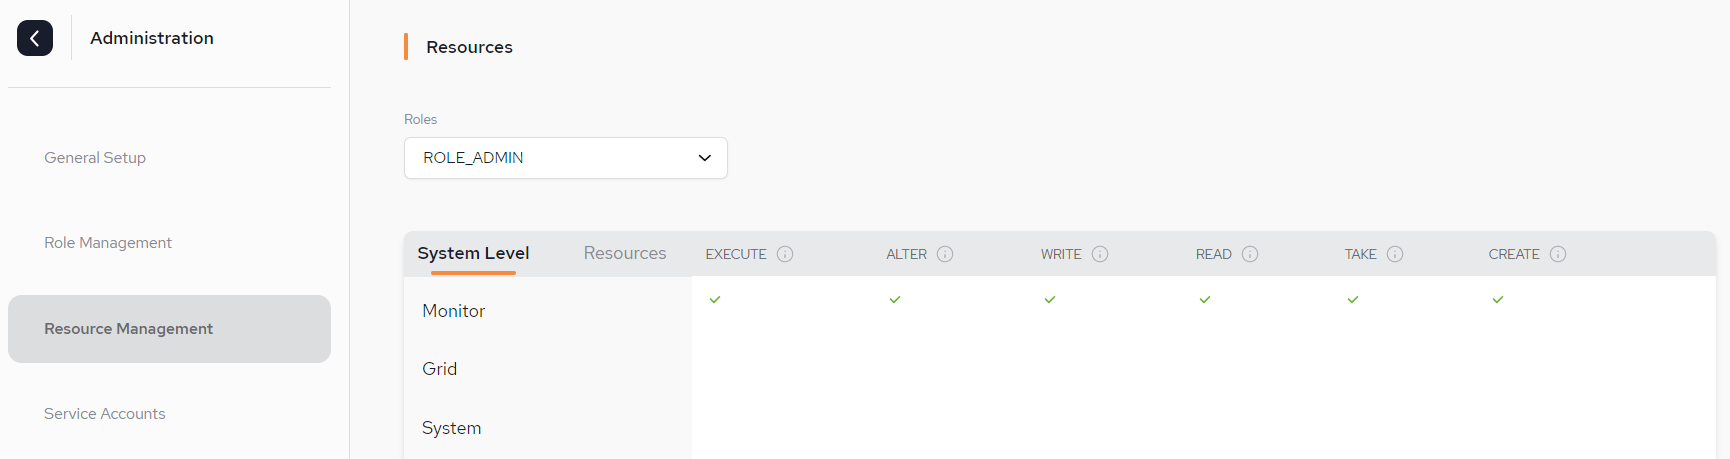 Administration
General Setup
Role Management
Resource Management
Service Accounts
Resources
Roles
ROLE_ADMIN
System Level Resources EXECUTE ALTER WRITE READ TAKE CREATE
Monitor
Grid
System